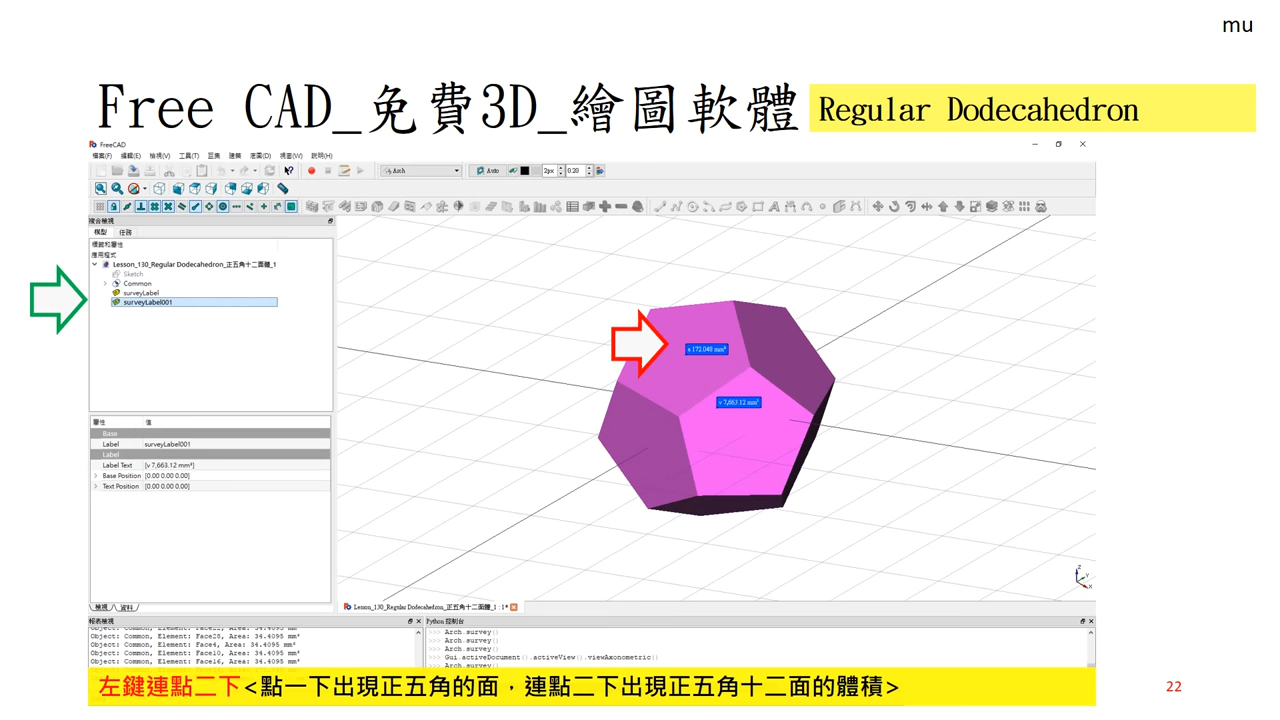 mu
Free CAD_免費3D_繪圖軟體
Regular Dodecahedron
FreeCAD
檔案(F) 編輯(E) 檢視(V) 工具(T) 巨集 建築 底圖(D) 視窗(W) 說明(H)
Arch
Auto
2px
0.20
複合檢視
模型 任務
標籤和屬性
應用程式
Lesson_130_Regular Dodecahedron_正五角十二面體_1
Sketch
Common
surveyLabel
surveyLabel001
s 172.048 mm²
v 7,663.12 mm³
屬性 值
Base
Label surveyLabel001
Label
Label Text [v 7,663.12 mm³]
Base Position [0.00 0.00 0.00]
Text Position [0.00 0.00 0.00]
Z
Y
X
檢視 資料
Lesson_130_Regular Dodecahedron_正五角十二面體_1 : 1*
報表檢視
Python 控制台
Object: Common, Element: Face28, Area: 34.4095 mm²
Object: Common, Element: Face4, Area: 34.4095 mm²
Object: Common, Element: Face10, Area: 34.4095 mm²
Object: Common, Element: Face16, Area: 34.4095 mm²
>>> Arch.survey()
>>> Arch.survey()
>>> Arch.survey()
>>> Gui.activeDocument().activeView().viewAxonometric()
>>> Arch.survey()
左鍵連點二下<點一下出現正五角的面，連點二下出現正五角十二面的體積>
22